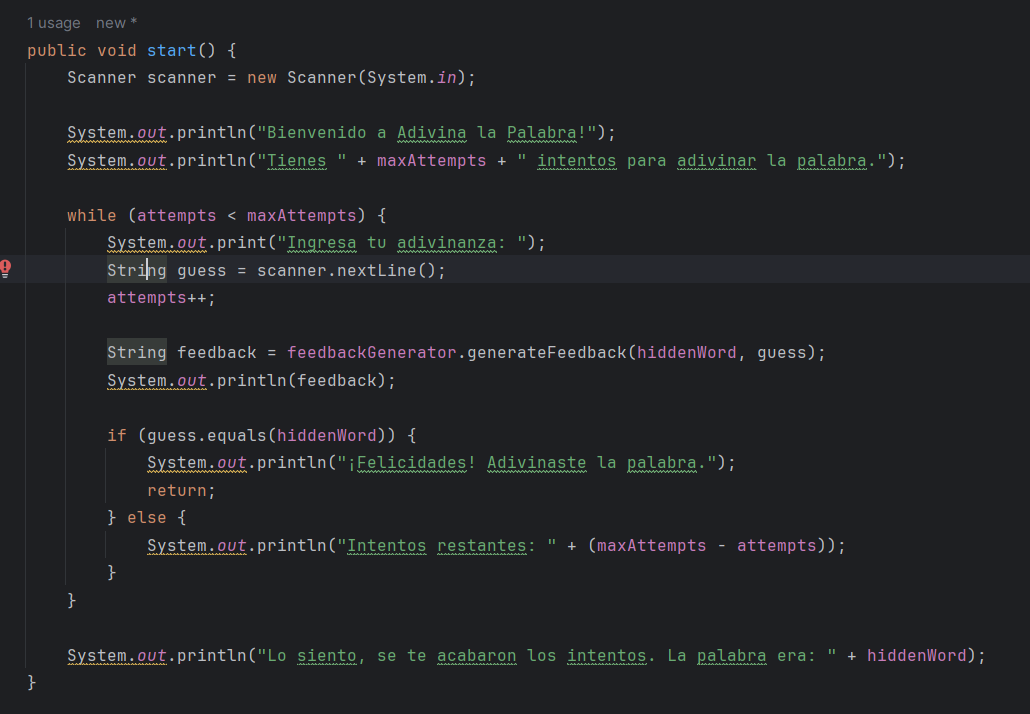 1 usage   new *
public void start() {
    Scanner scanner = new Scanner(System.in);

    System.out.println("Bienvenido a Adivina la Palabra!");
    System.out.println("Tienes " + maxAttempts + " intentos para adivinar la palabra.");

    while (attempts < maxAttempts) {
        System.out.print("Ingresa tu adivinanza: ");
        String guess = scanner.nextLine();
        attempts++;

        String feedback = feedbackGenerator.generateFeedback(hiddenWord, guess);
        System.out.println(feedback);

        if (guess.equals(hiddenWord)) {
            System.out.println("¡Felicidades! Adivinaste la palabra.");
            return;
        } else {
            System.out.println("Intentos restantes: " + (maxAttempts - attempts));
        }
    }

    System.out.println("Lo siento, se te acabaron los intentos. La palabra era: " + hiddenWord);
}